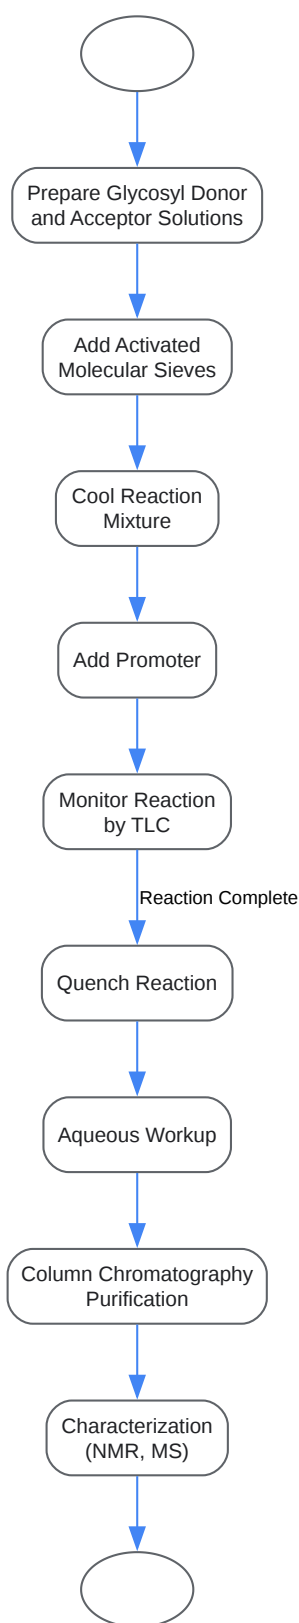 Prepare Glycosyl Donor
and Acceptor Solutions
Add Activated
Molecular Sieves
Cool Reaction
Mixture
Add Promoter
Monitor Reaction
by TLC
Reaction Complete
Quench Reaction
Aqueous Workup
Column Chromatography
Purification
Characterization
(NMR, MS)